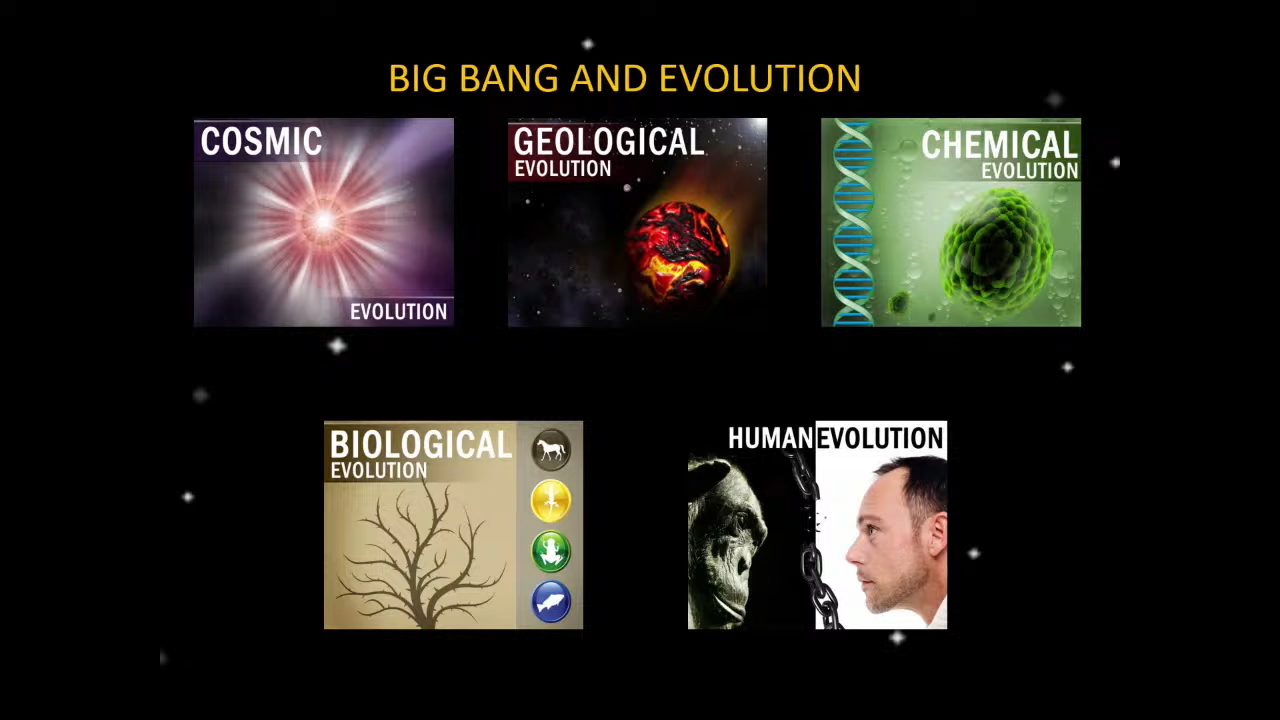 BIG BANG AND EVOLUTION
COSMIC
EVOLUTION
GEOLOGICAL
EVOLUTION
CHEMICAL
EVOLUTION
BIOLOGICAL
EVOLUTION
HUMAN EVOLUTION